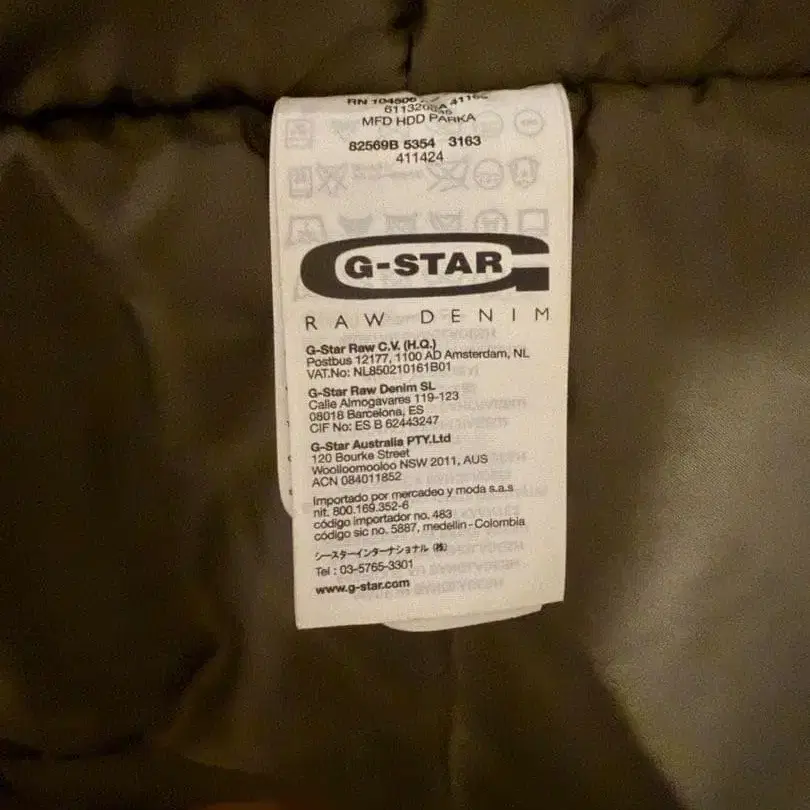 RN 104506
MFD HDD PARKA
82569B 5354 3163
411424
G-STAR
RAW DENIM
G-Star Raw C.V. (H.Q.)
Postbus 12177, 1100 AD Amsterdam, NL
VAT.No: NL850210161B01
G-Star Raw Denim SL
Calle Almogavares 119-123
08018 Barcelona, ES
CIF No: ES B 62443247
G-Star Australia PTY.Ltd
120 Bourke Street
Woolloomooloo NSW 2011, AUS
ACN 084011852
Importado por mercadeo y moda s.a.s
nit. 800.169.352-6
código importador no. 483
código sic no. 5887, medellin - Colombia
ジースターインターナショナル (株)
Tel : 03-5765-3301
www.g-star.com